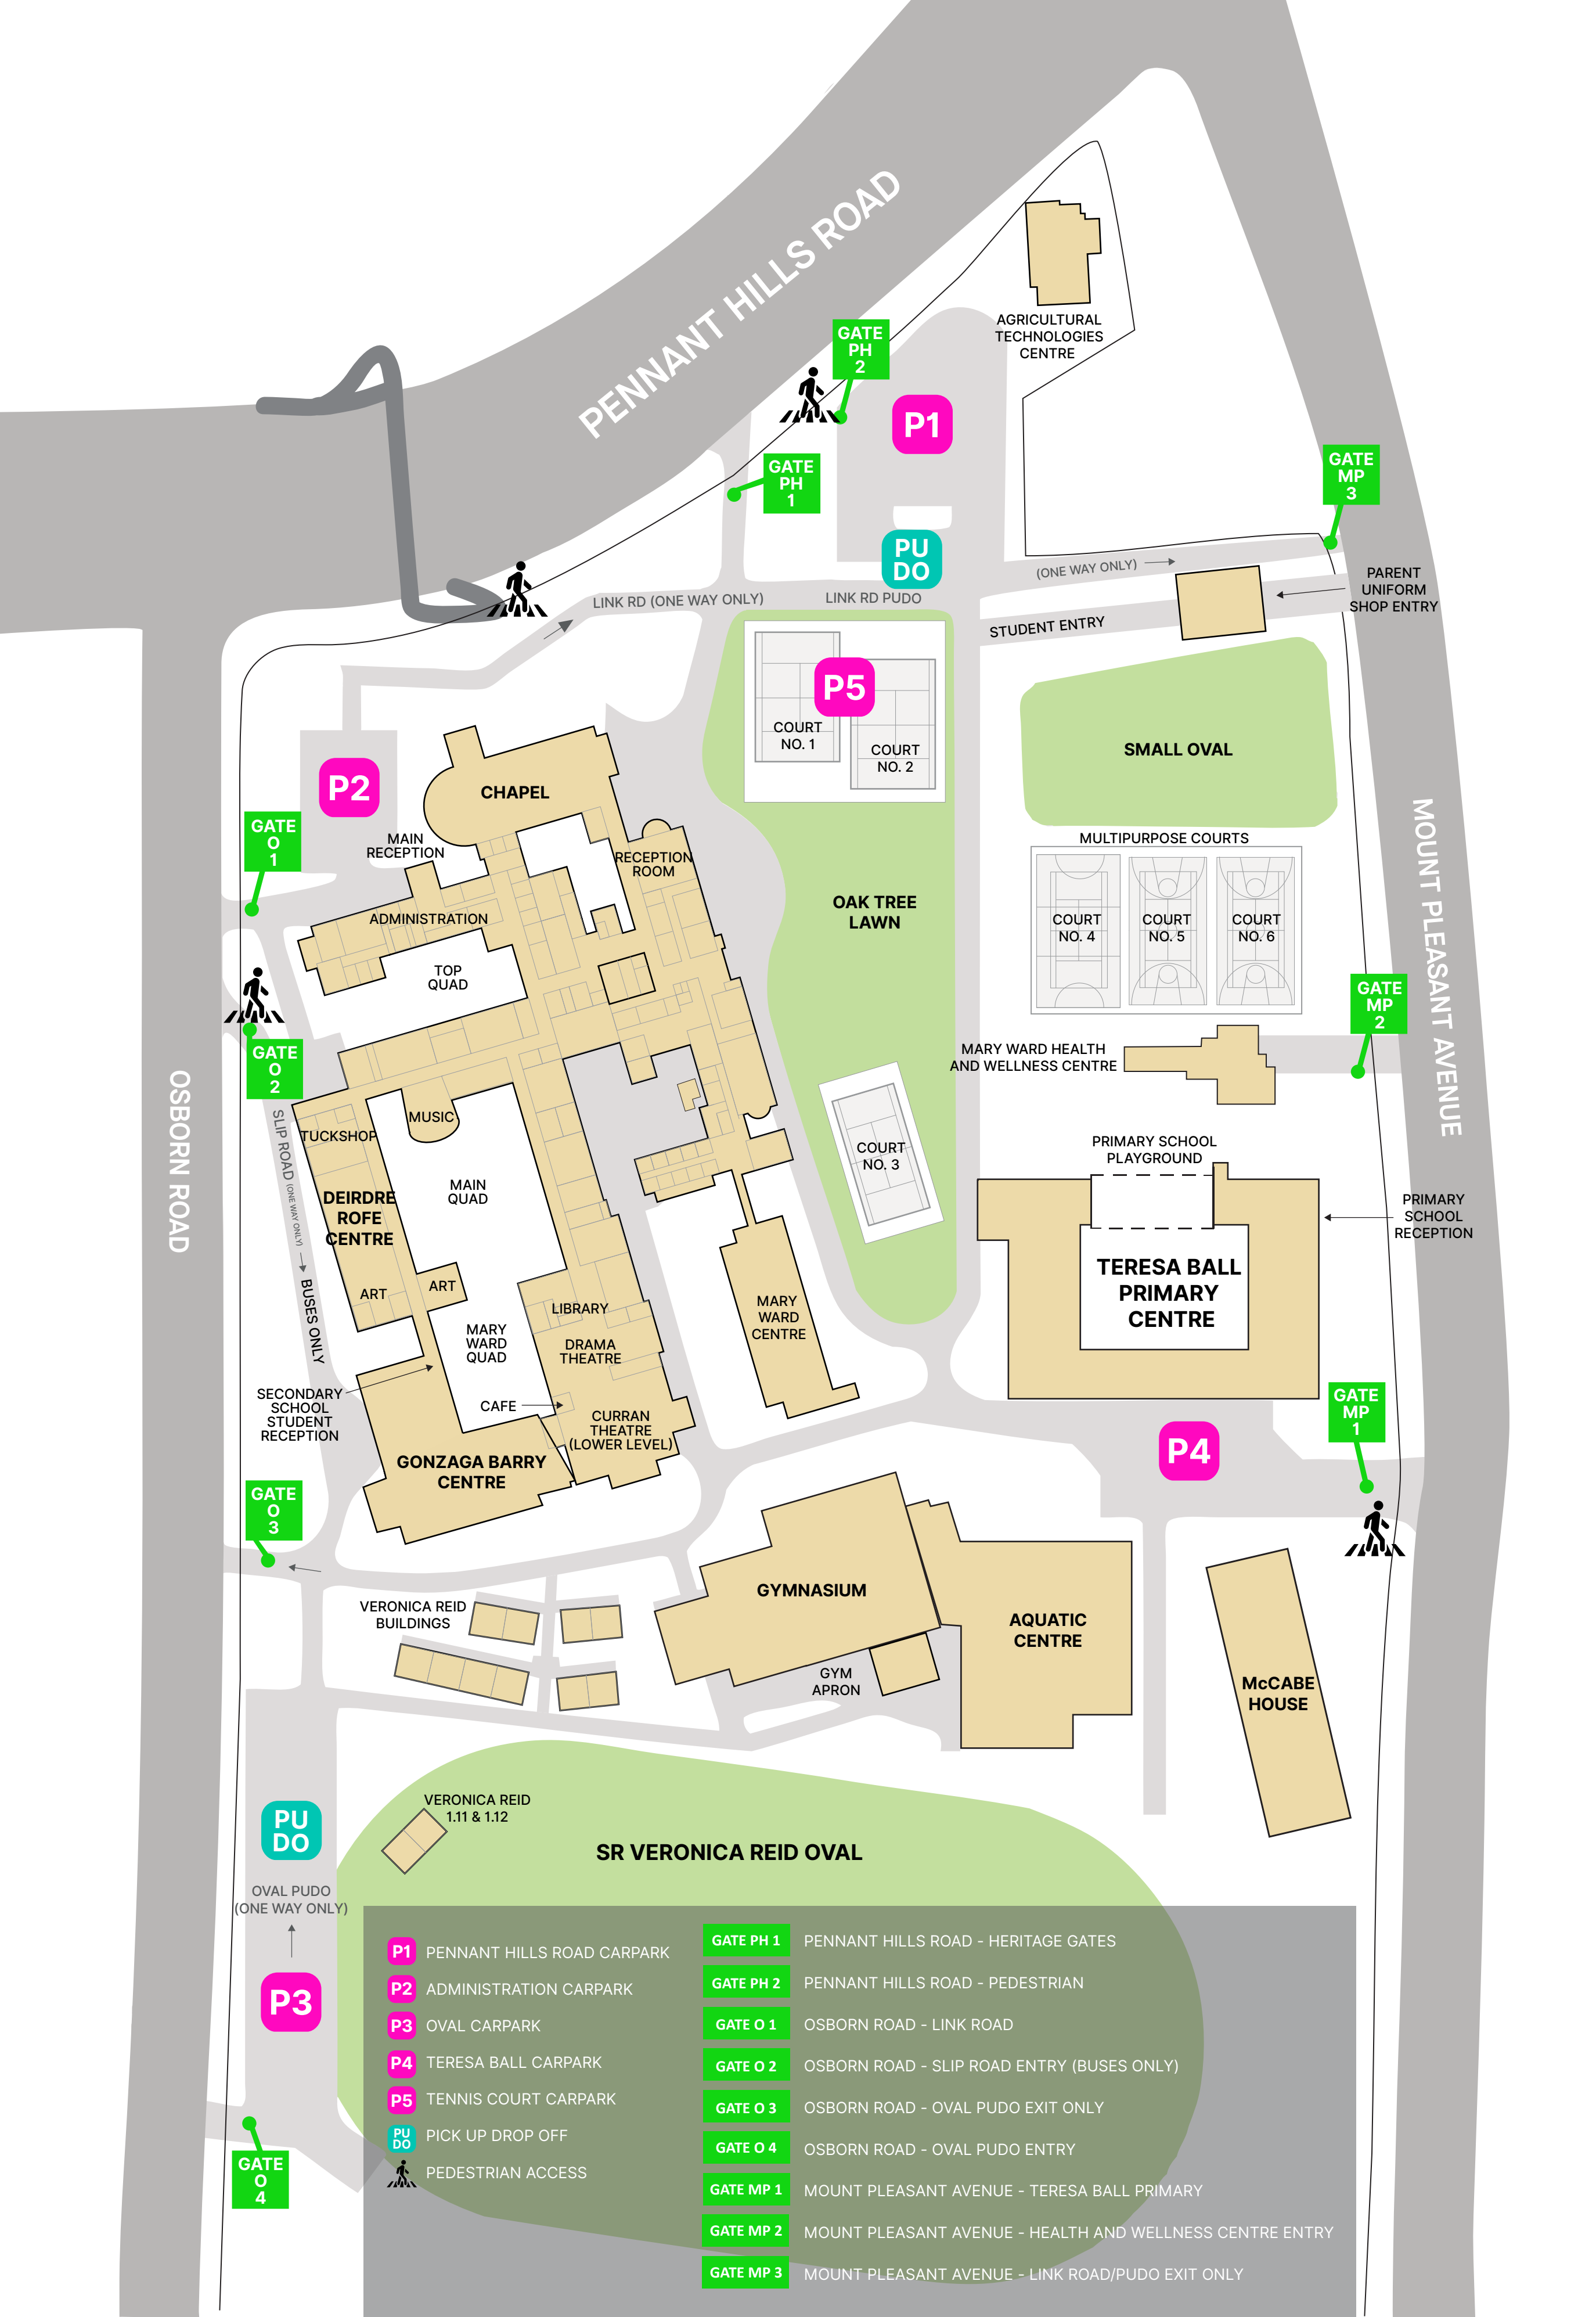 PENNANT HILLS ROAD
AGRICULTURAL
TECHNOLOGIES
CENTRE
GATE
PH
2
P1
GATE
PH
1
GATE
MP
3
PU
DO
(ONE WAY ONLY)
PARENT
UNIFORM
SHOP ENTRY
LINK RD (ONE WAY ONLY)
LINK RD PUDO
STUDENT ENTRY
P5
COURT
NO. 1
COURT
NO. 2
SMALL OVAL
P2
CHAPEL
MOUNT PLEASANT AVENUE
GATE
O
1
MAIN
RECEPTION
RECEPTION
ROOM
MULTIPURPOSE COURTS
OAK TREE
LAWN
ADMINISTRATION
COURT
NO. 4
COURT
NO. 5
COURT
NO. 6
TOP
QUAD
GATE
MP
2
GATE
O
2
MARY WARD HEALTH
AND WELLNESS CENTRE
OSBORN ROAD
SLIP ROAD (ONE WAY ONLY)
BUSES ONLY
MUSIC
TUCKSHOP
COURT
NO. 3
PRIMARY SCHOOL
PLAYGROUND
MAIN
QUAD
DEIRDRE
ROFE
CENTRE
PRIMARY
SCHOOL
RECEPTION
TERESA BALL
PRIMARY
CENTRE
ART
ART
LIBRARY
MARY
WARD
CENTRE
MARY
WARD
QUAD
DRAMA
THEATRE
SECONDARY
SCHOOL
STUDENT
RECEPTION
CAFE
CURRAN
THEATRE
(LOWER LEVEL)
GATE
MP
1
P4
GONZAGA BARRY
CENTRE
GATE
O
3
GYMNASIUM
VERONICA REID
BUILDINGS
AQUATIC
CENTRE
GYM
APRON
McCABE
HOUSE
VERONICA REID
1.11 & 1.12
PU
DO
SR VERONICA REID OVAL
OVAL PUDO
(ONE WAY ONLY)
P3
GATE
O
4
P1 PENNANT HILLS ROAD CARPARK
P2 ADMINISTRATION CARPARK
P3 OVAL CARPARK
P4 TERESA BALL CARPARK
P5 TENNIS COURT CARPARK
PU DO PICK UP DROP OFF
PEDESTRIAN ACCESS
GATE PH 1 PENNANT HILLS ROAD - HERITAGE GATES
GATE PH 2 PENNANT HILLS ROAD - PEDESTRIAN
GATE O 1 OSBORN ROAD - LINK ROAD
GATE O 2 OSBORN ROAD - SLIP ROAD ENTRY (BUSES ONLY)
GATE O 3 OSBORN ROAD - OVAL PUDO EXIT ONLY
GATE O 4 OSBORN ROAD - OVAL PUDO ENTRY
GATE MP 1 MOUNT PLEASANT AVENUE - TERESA BALL PRIMARY
GATE MP 2 MOUNT PLEASANT AVENUE - HEALTH AND WELLNESS CENTRE ENTRY
GATE MP 3 MOUNT PLEASANT AVENUE - LINK ROAD/PUDO EXIT ONLY